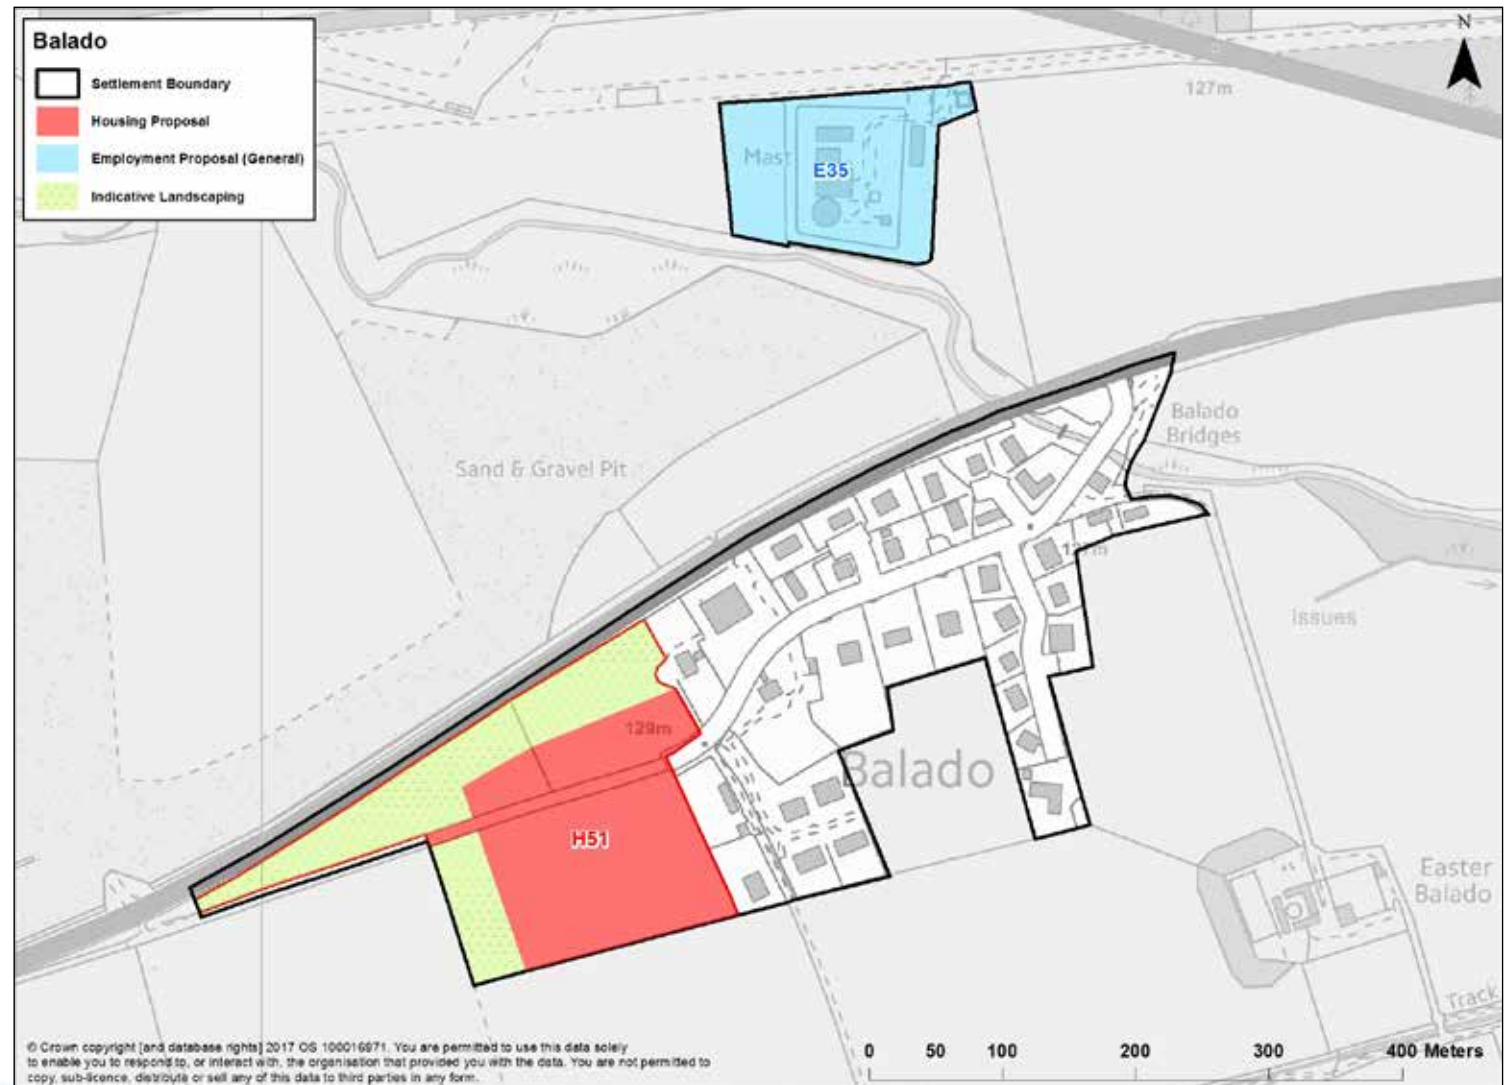 Balado
Settlement Boundary
Housing Proposal
Employment Proposal (General)
Indicative Landscaping
N
127m
Mast
E35
Balado
Bridges
Sand & Gravel Pit
Issues
129m
Balado
H51
Easter
Balado
Track
© Crown copyright [and database rights] 2017 OS 100016971. You are permitted to use this data solely
to enable you to respond to, or interact with, the organisation that provided you with the data. You are not permitted to
copy, sub-licence, distribute or sell any of this data to third parties in any form.
0 50 100 200 300 400 Meters